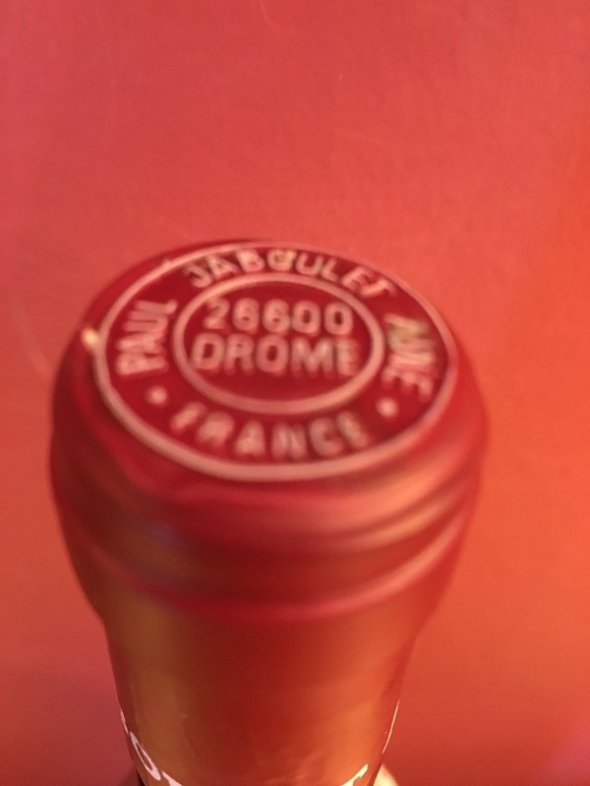 PAUL JABOULET AINE
26600
DROME
• FRANCE •